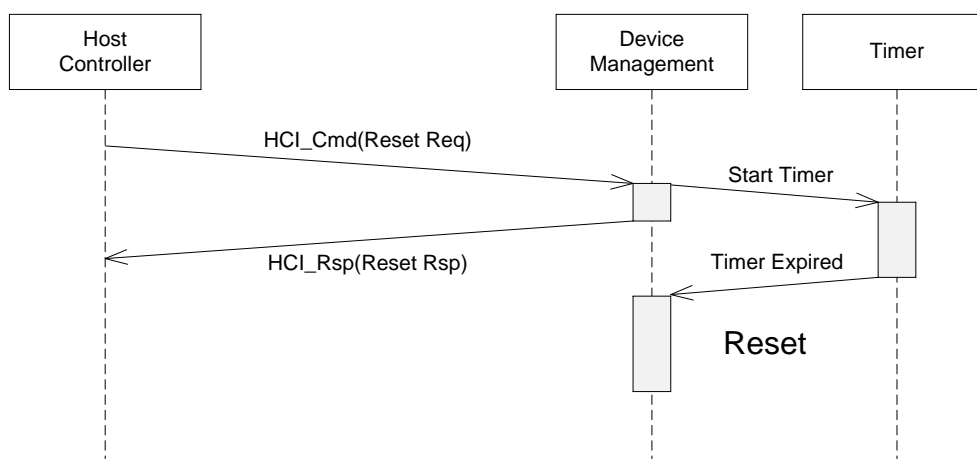 Host
Controller
Device
Management
Timer
HCI_Cmd(Reset Req)
Start Timer
HCI_Rsp(Reset Rsp)
Timer Expired
Reset